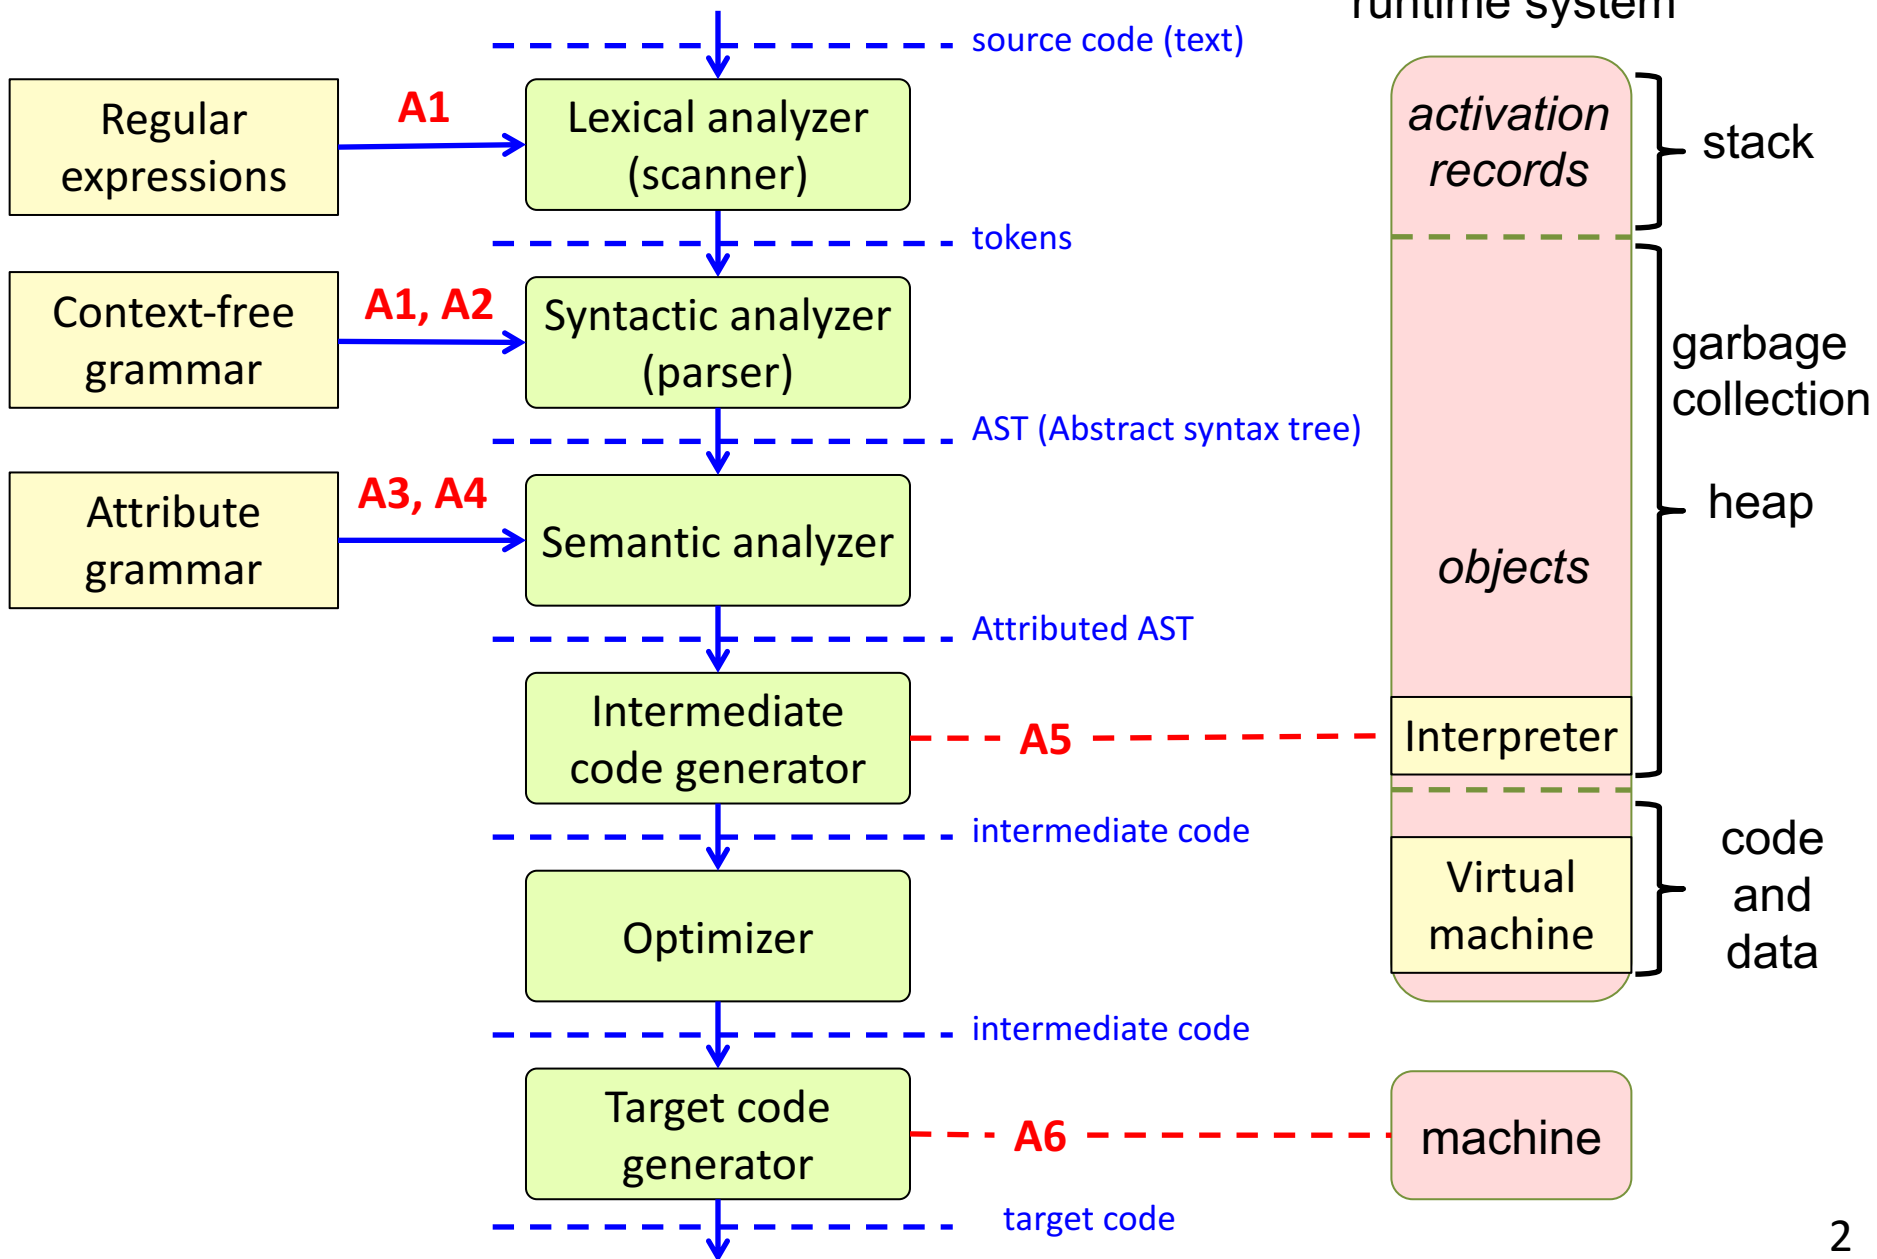 runtime system
source code (text)
Regular
expressions
A1
Lexical analyzer
(scanner)
activation
records
stack
tokens
Context-free
grammar
A1, A2
Syntactic analyzer
(parser)
garbage
collection
AST (Abstract syntax tree)
Attribute
grammar
A3, A4
Semantic analyzer
heap
objects
Attributed AST
Intermediate
code generator
A5
Interpreter
intermediate code
Optimizer
Virtual
machine
code
and
data
intermediate code
Target code
generator
A6
machine
target code
2